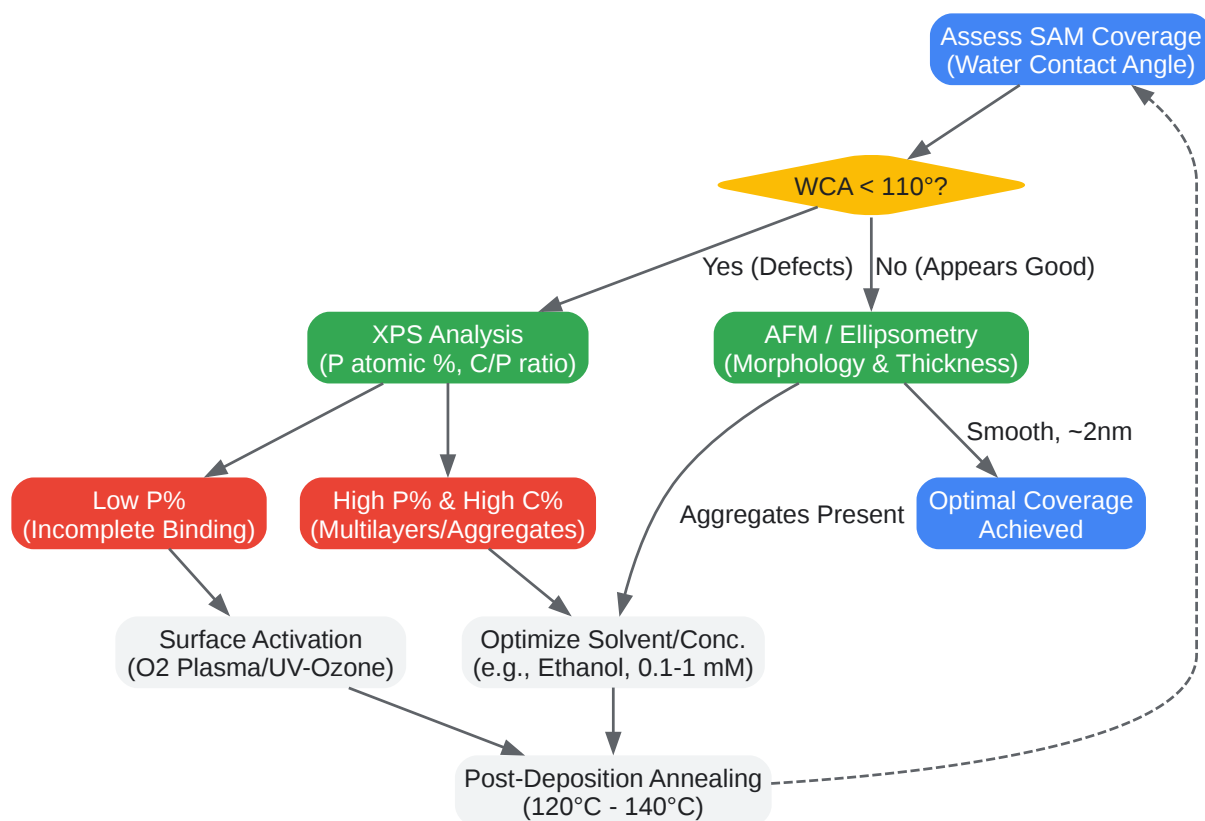 Assess SAM Coverage
(Water Contact Angle)
WCA < 110°?
Yes (Defects)
No (Appears Good)
XPS Analysis
(P atomic %, C/P ratio)
AFM / Ellipsometry
(Morphology & Thickness)
Smooth, ~2nm
Low P%
(Incomplete Binding)
High P% & High C%
(Multilayers/Aggregates)
Aggregates Present
Optimal Coverage
Achieved
Surface Activation
(O2 Plasma/UV-Ozone)
Optimize Solvent/Conc.
(e.g., Ethanol, 0.1-1 mM)
Post-Deposition Annealing
(120°C - 140°C)